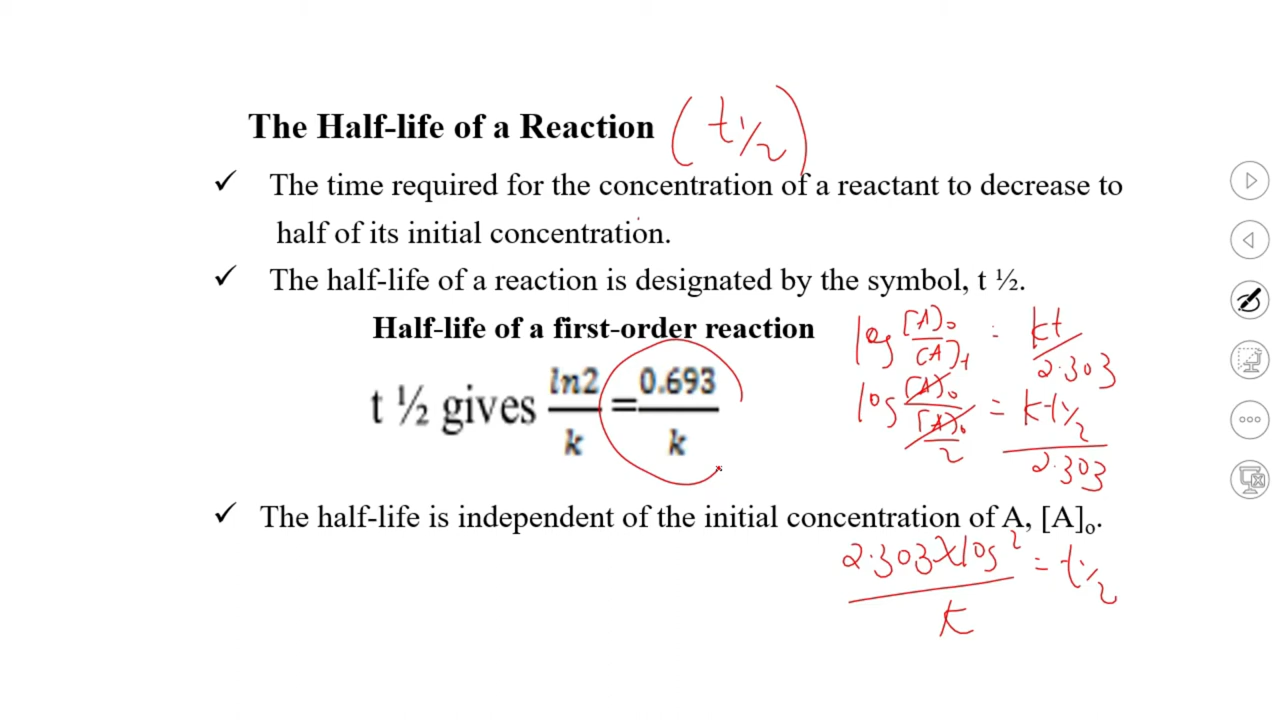 The Half-life of a Reaction (t½)
✓ The time required for the concentration of a reactant to decrease to
half of its initial concentration.
✓ The half-life of a reaction is designated by the symbol, t ½.
Half-life of a first-order reaction
t ½ gives ln2/k = 0.693/k
log [A]₀/[A]t = kt/2.303
log [A]₀/([A]₀/2) = k t½/2.303
✓ The half-life is independent of the initial concentration of A, [A]₀.
2.303 X log 2/K = t½